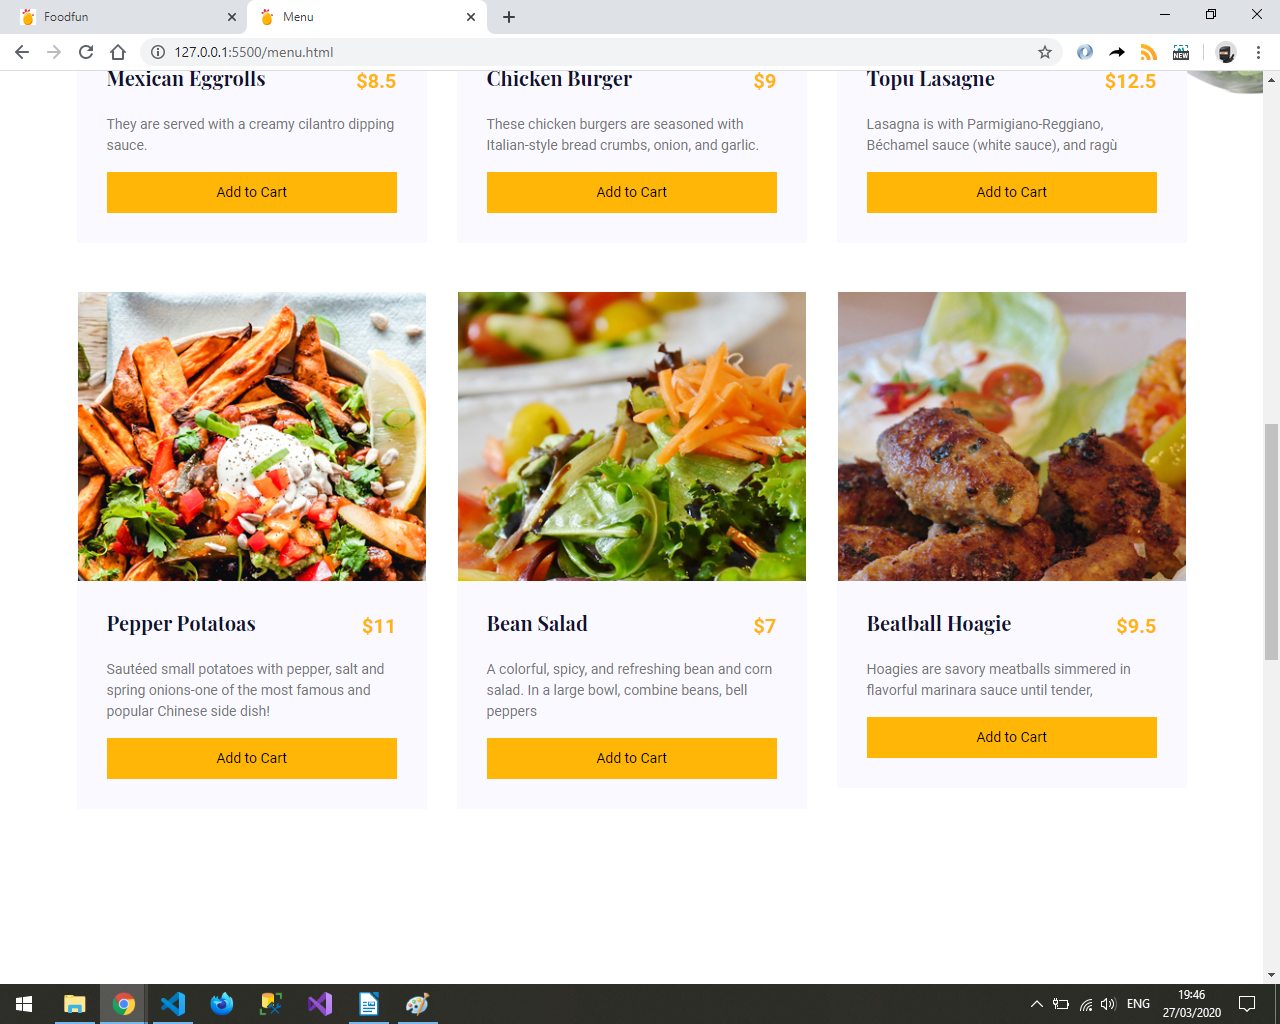 Foodfun
Menu
127.0.0.1:5500/menu.html
NEW
Mexican Eggrolls $8.5
They are served with a creamy cilantro dipping
sauce.
Add to Cart
Chicken Burger $9
These chicken burgers are seasoned with
Italian-style bread crumbs, onion, and garlic.
Add to Cart
Topu Lasagne $12.5
Lasagna is with Parmigiano-Reggiano,
Béchamel sauce (white sauce), and ragù
Add to Cart
Pepper Potatoas $11
Sautéed small potatoes with pepper, salt and
spring onions-one of the most famous and
popular Chinese side dish!
Add to Cart
Bean Salad $7
A colorful, spicy, and refreshing bean and corn
salad. In a large bowl, combine beans, bell
peppers
Add to Cart
Beatball Hoagie $9.5
Hoagies are savory meatballs simmered in
flavorful marinara sauce until tender,
Add to Cart
ENG
19:46
27/03/2020